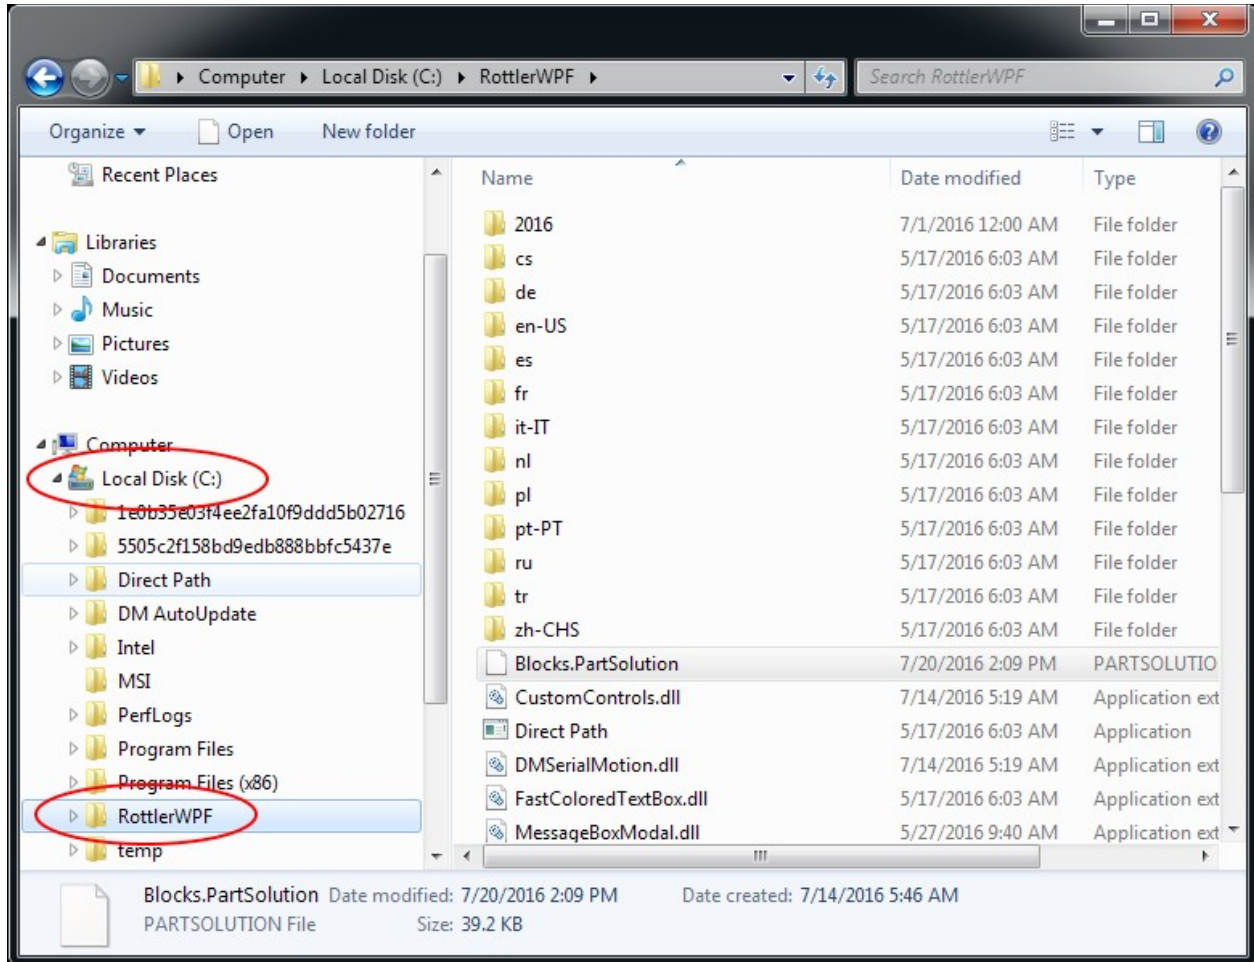 Computer ▸ Local Disk (C:) ▸ RottlerWPF ▸ Search RottlerWPF
Organize Open New folder
Recent Places
Libraries
Documents
Music
Pictures
Videos
Computer
Local Disk (C:)
1e0b35e03f4ee2fa10f9ddd5b02716
5505c2f158bd9edb888bbfc5437e
Direct Path
DM AutoUpdate
Intel
MSI
PerfLogs
Program Files
Program Files (x86)
RottlerWPF
temp
Name Date modified Type
2016 7/1/2016 12:00 AM File folder
cs 5/17/2016 6:03 AM File folder
de 5/17/2016 6:03 AM File folder
en-US 5/17/2016 6:03 AM File folder
es 5/17/2016 6:03 AM File folder
fr 5/17/2016 6:03 AM File folder
it-IT 5/17/2016 6:03 AM File folder
nl 5/17/2016 6:03 AM File folder
pl 5/17/2016 6:03 AM File folder
pt-PT 5/17/2016 6:03 AM File folder
ru 5/17/2016 6:03 AM File folder
tr 5/17/2016 6:03 AM File folder
zh-CHS 5/17/2016 6:03 AM File folder
Blocks.PartSolution 7/20/2016 2:09 PM PARTSOLUTIO
CustomControls.dll 7/14/2016 5:19 AM Application ext
Direct Path 5/17/2016 6:03 AM Application
DMSerialMotion.dll 7/14/2016 5:19 AM Application ext
FastColoredTextBox.dll 5/17/2016 6:03 AM Application ext
MessageBoxModal.dll 5/27/2016 9:40 AM Application ext
Blocks.PartSolution Date modified: 7/20/2016 2:09 PM Date created: 7/14/2016 5:46 AM
PARTSOLUTION File Size: 39.2 KB